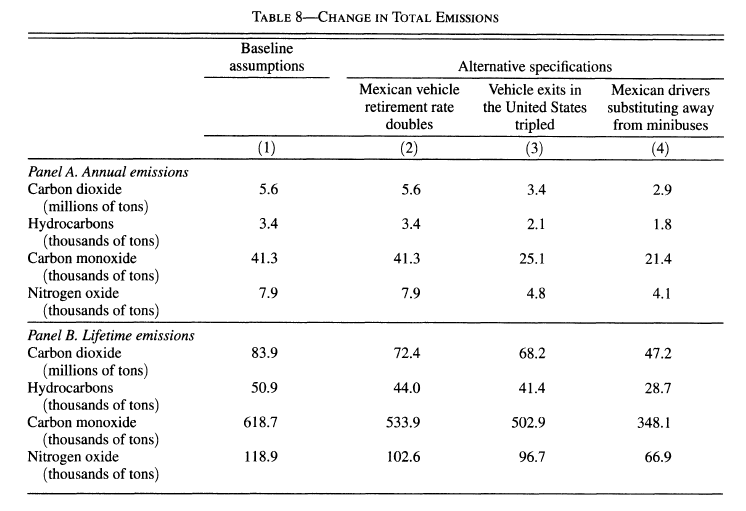 TABLE 8—CHANGE IN TOTAL EMISSIONS
Baseline
assumptions
Alternative specifications
Mexican vehicle
retirement rate
doubles
Vehicle exits in
the United States
tripled
Mexican drivers
substituting away
from minibuses
(1) (2) (3) (4)
Panel A. Annual emissions
Carbon dioxide 5.6 5.6 3.4 2.9
(millions of tons)
Hydrocarbons 3.4 3.4 2.1 1.8
(thousands of tons)
Carbon monoxide 41.3 41.3 25.1 21.4
(thousands of tons)
Nitrogen oxide 7.9 7.9 4.8 4.1
(thousands of tons)
Panel B. Lifetime emissions
Carbon dioxide 83.9 72.4 68.2 47.2
(millions of tons)
Hydrocarbons 50.9 44.0 41.4 28.7
(thousands of tons)
Carbon monoxide 618.7 533.9 502.9 348.1
(thousands of tons)
Nitrogen oxide 118.9 102.6 96.7 66.9
(thousands of tons)